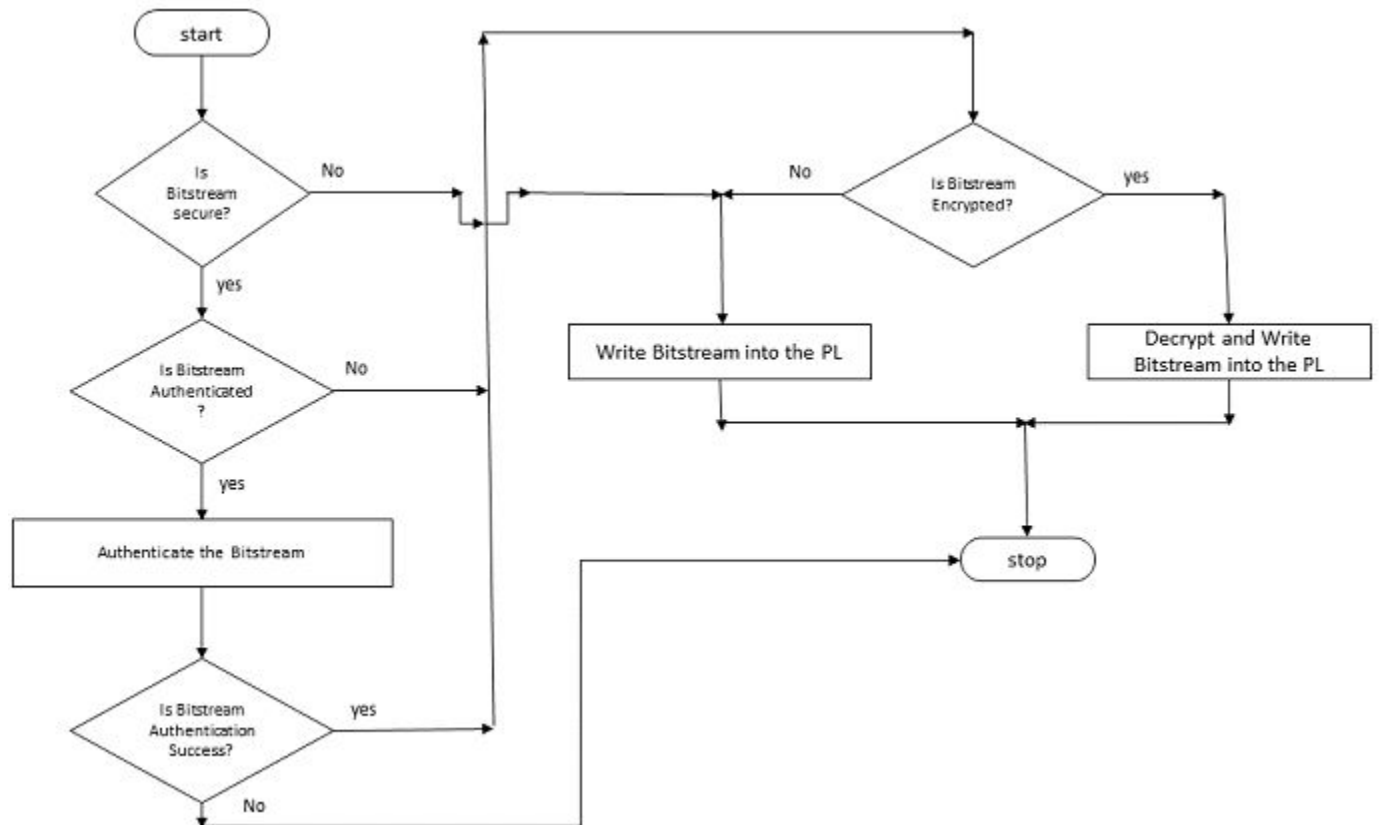 start
Is
Bitstream
secure?
No
yes
Is Bitstream
Authenticated
?
No
yes
Authenticate the Bitstream
Is Bitstream
Authentication
Success?
yes
No
Is Bitstream
Encrypted?
No
yes
Write Bitstream into the PL
Decrypt and Write
Bitstream into the PL
stop